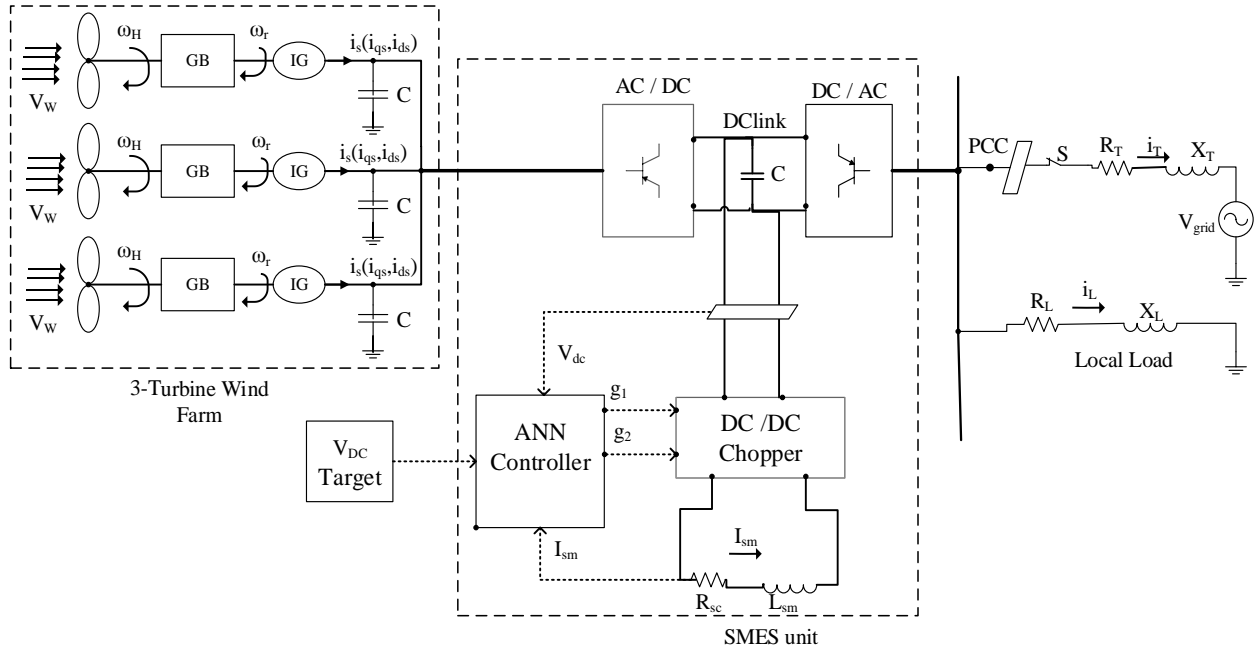 ω_H
ω_r
i_s(i_qs,i_ds)
V_W
GB
IG
C
ω_H
ω_r
i_s(i_qs,i_ds)
V_W
GB
IG
C
ω_H
ω_r
i_s(i_qs,i_ds)
V_W
GB
IG
C
3-Turbine Wind
Farm
AC / DC
DC / AC
DClink
C
V_dc
g_1
g_2
ANN
Controller
DC /DC
Chopper
V_DC
Target
I_sm
I_sm
R_sc
L_sm
SMES unit
PCC
S
R_T
i_T
X_T
V_grid
R_L
i_L
X_L
Local Load